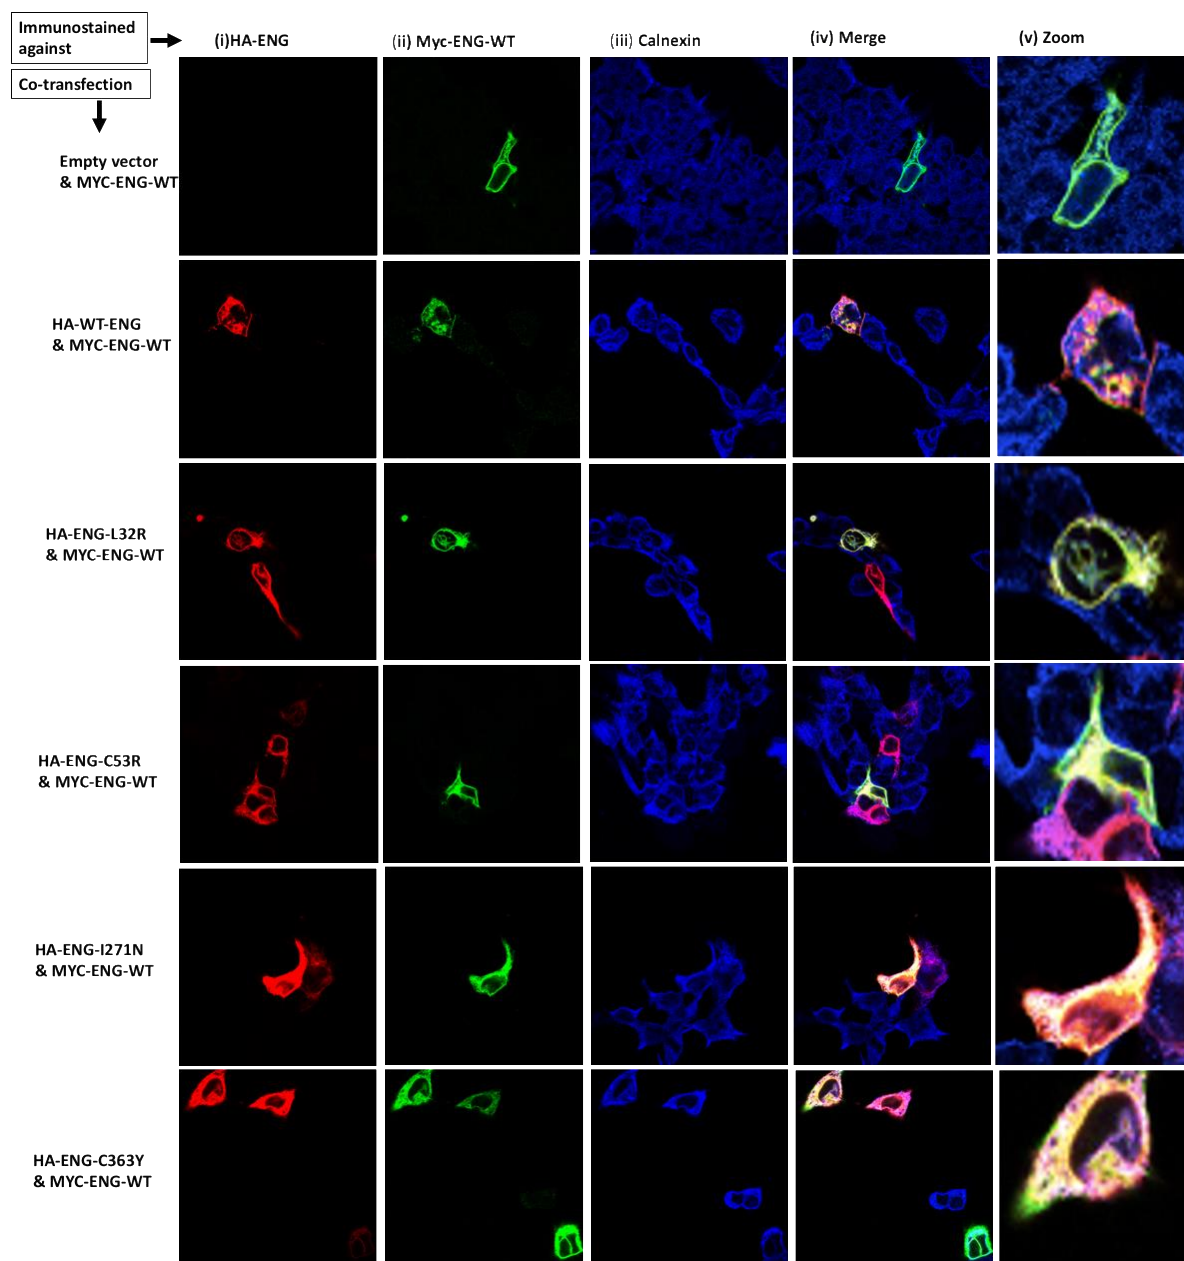 Immunostained
against
(i)HA-ENG
(ii) Myc-ENG-WT
(iii) Calnexin
(iv) Merge
(v) Zoom
Co-transfection
Empty vector
& MYC-ENG-WT
HA-WT-ENG
& MYC-ENG-WT
HA-ENG-L32R
& MYC-ENG-WT
HA-ENG-C53R
& MYC-ENG-WT
HA-ENG-I271N
& MYC-ENG-WT
HA-ENG-C363Y
& MYC-ENG-WT